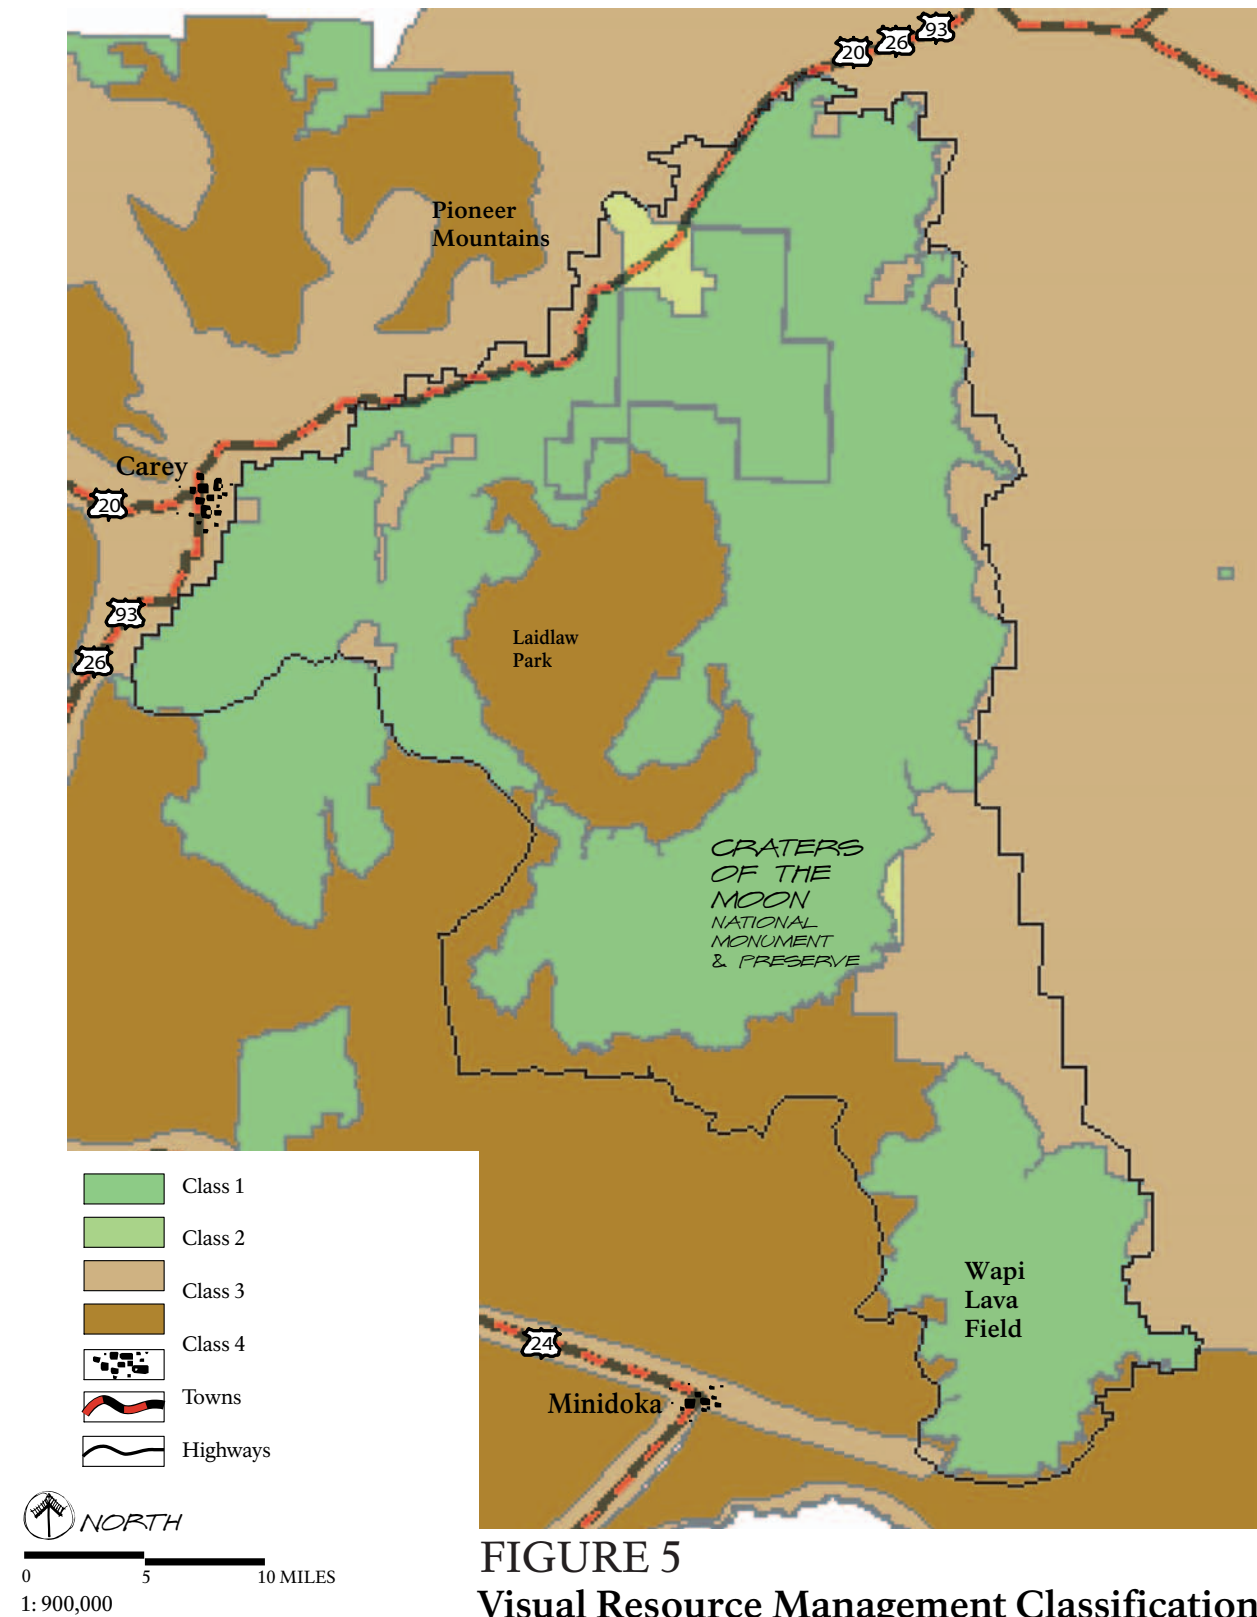 20
26
93
Pioneer
Mountains
Carey
20
93
26
Laidlaw
Park
CRATERS
OF THE
MOON
NATIONAL
MONUMENT
& PRESERVE
Wapi
Lava
Field
24
Minidoka
Class 1
Class 2
Class 3
Class 4
Towns
Highways
NORTH
0 5 10 MILES
1: 900,000
FIGURE 5
Visual Resource Management Classification